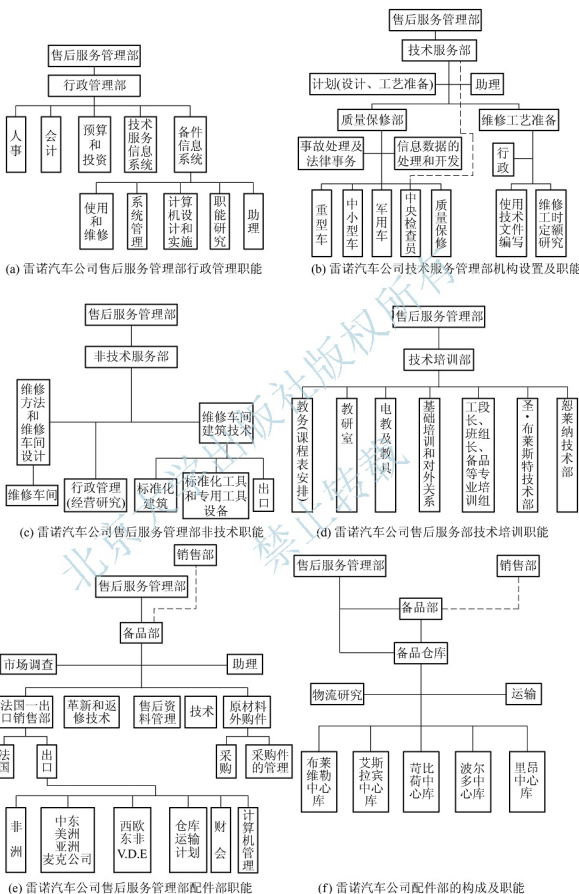 售后服务管理部
行政管理部
人
事
会
计
预算
和
投资
技术
服务
信息
系统
备件
信息
系统
使用
和
维修
系统
管理
计算
机设
计和
实施
职
能
研
究
助
理
(a) 雷诺汽车公司售后服务管理部行政管理职能
售后服务管理部
技术服务部
计划(设计、工艺准备)
助理
质量保修部
维修工艺准备
事故处理及
法律事务
信息数据的
处理和开发
行
政
重
型
车
中
小
型
车
军
用
车
中
央
检
查
员
质
量
保
修
使用
技术
文件
编写
维修
工时
定额
研究
(b) 雷诺汽车公司技术服务管理部机构设置及职能
售后服务管理部
非技术服务部
维修
方法
和
维修
车间
设计
维修车间
建筑技术
维修车间
行政管理
(经营研究)
标准化
建筑
标准化工具
和专用工具
设备
出
口
(c) 雷诺汽车公司售后服务管理部非技术职能
售后服务管理部
技术培训部
教务(课程表安排)
教
研
室
电
教
及
教
具
基础
培训
和对
外关
系
工段
长、
班组
长、
备品
等专
业培
训组
圣·布莱斯特技术部
恕莱纳技术部
(d) 雷诺汽车公司售后服务部技术培训职能
销售部
售后服务管理部
备品部
市场调查
助理
法国一出
口销售部
革新和返
修技术
售后资
料管理
技术
原材料
外购件
法
国
出
口
采
购
采购件
的管理
非
洲
中东
美洲
亚洲
麦克公司
西欧
东非
V.D.E
仓库
运输
计划
财
会
计
算
机
管
理
(e) 雷诺汽车公司售后服务管理部配件部职能
售后服务管理部
销售部
备品部
备品仓库
物流研究
运输
布莱
维勒
中心
库
艾斯
拉宾
中心
库
苛比
荷中
心库
波尔
多中
心库
里昂
中心
库
(f) 雷诺汽车公司配件部的构成及职能
北京大学出版社版权所有
禁止转载